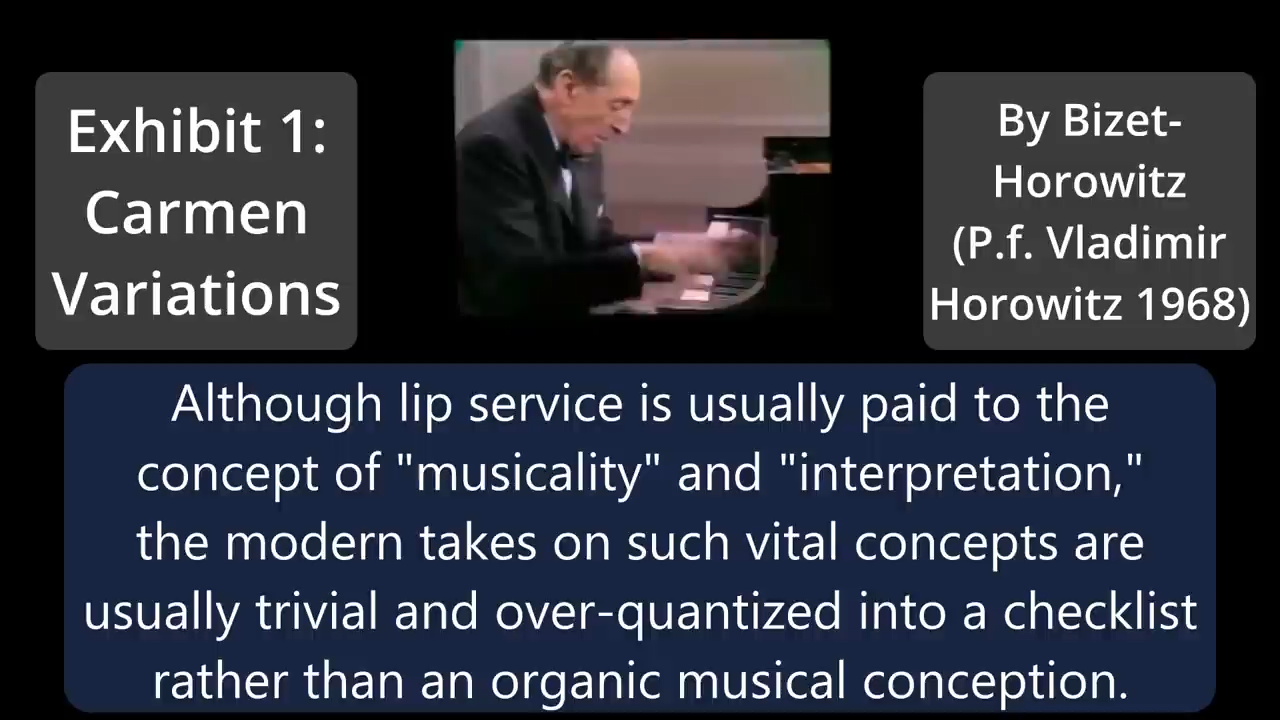 Exhibit 1:
Carmen
Variations
By Bizet-
Horowitz
(P.f. Vladimir
Horowitz 1968)
Although lip service is usually paid to the
concept of "musicality" and "interpretation,"
the modern takes on such vital concepts are
usually trivial and over-quantized into a checklist
rather than an organic musical conception.